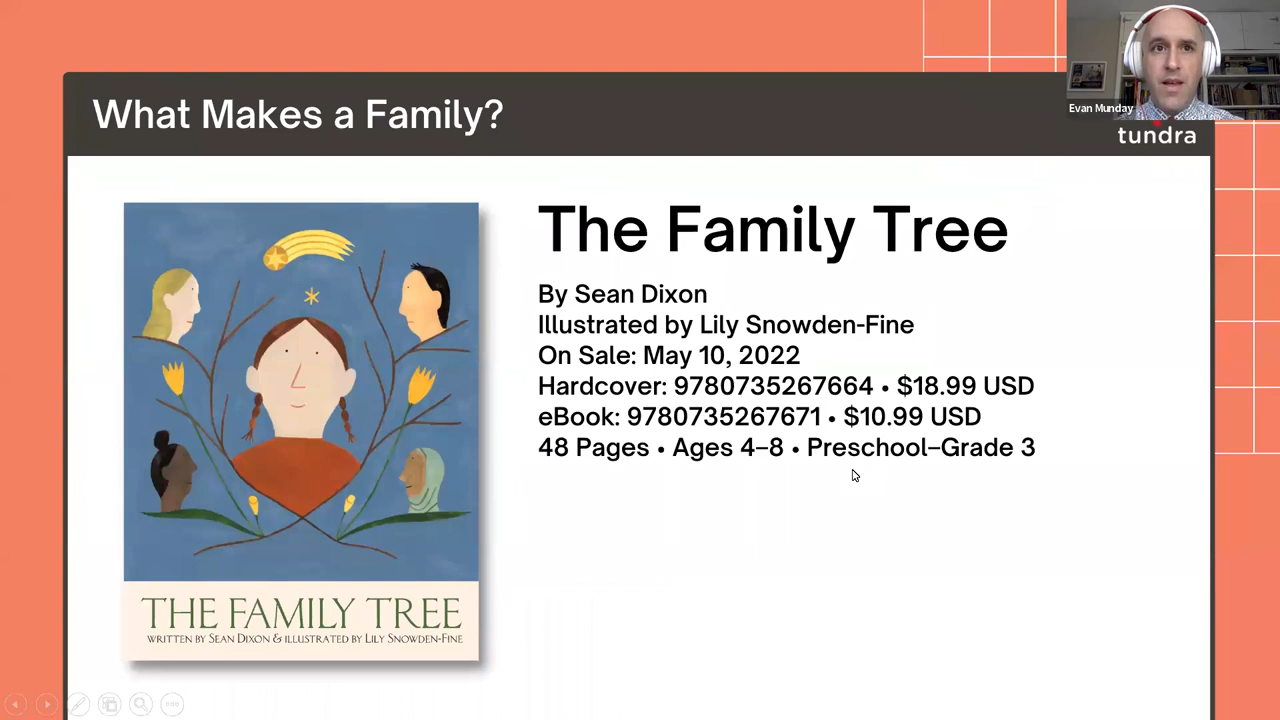 What Makes a Family?
Evan Munday
tundra
The Family Tree
By Sean Dixon
Illustrated by Lily Snowden-Fine
On Sale: May 10, 2022
Hardcover: 9780735267664 • $18.99 USD
eBook: 9780735267671 • $10.99 USD
48 Pages • Ages 4–8 • Preschool–Grade 3
THE FAMILY TREE
WRITTEN BY SEAN DIXON & ILLUSTRATED BY LILY SNOWDEN-FINE